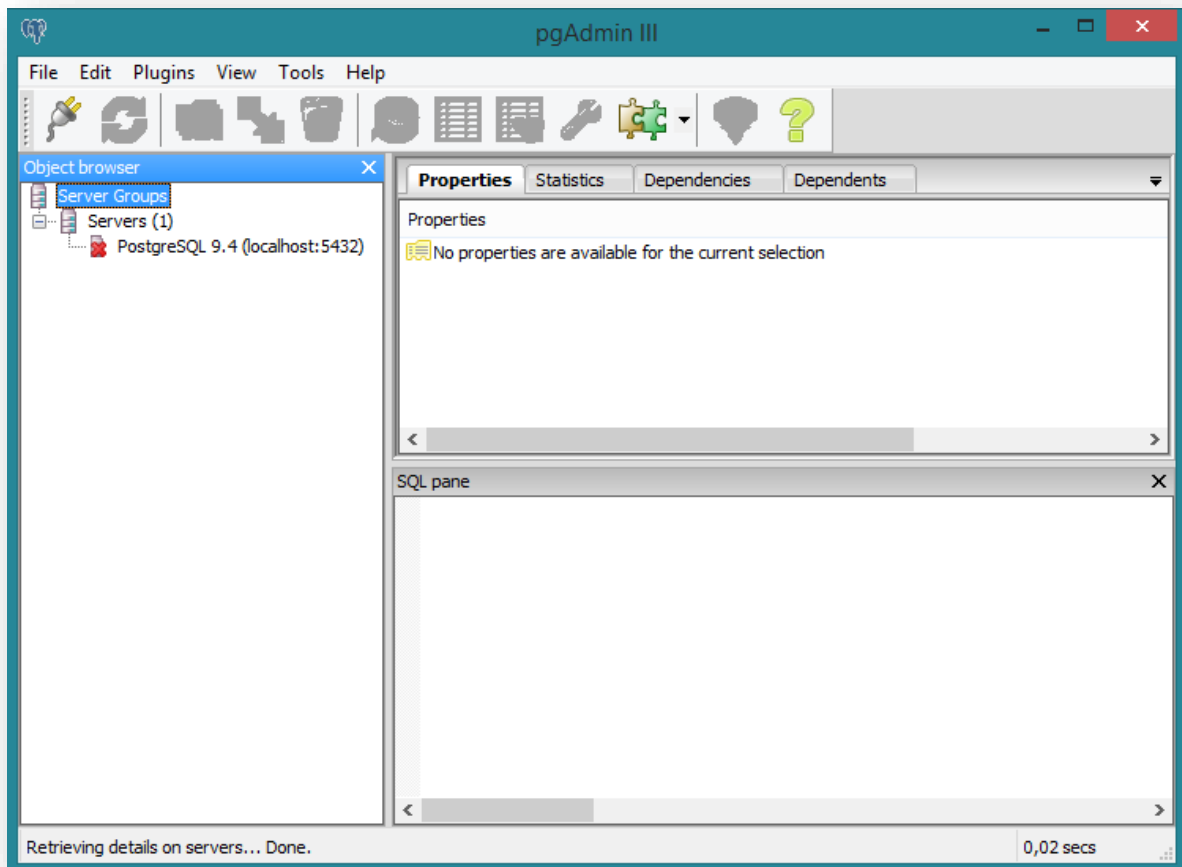 pgAdmin III
File Edit Plugins View Tools Help
Object browser
Server Groups
Servers (1)
PostgreSQL 9.4 (localhost:5432)
Properties Statistics Dependencies Dependents
Properties
No properties are available for the current selection
SQL pane
Retrieving details on servers... Done. 0,02 secs